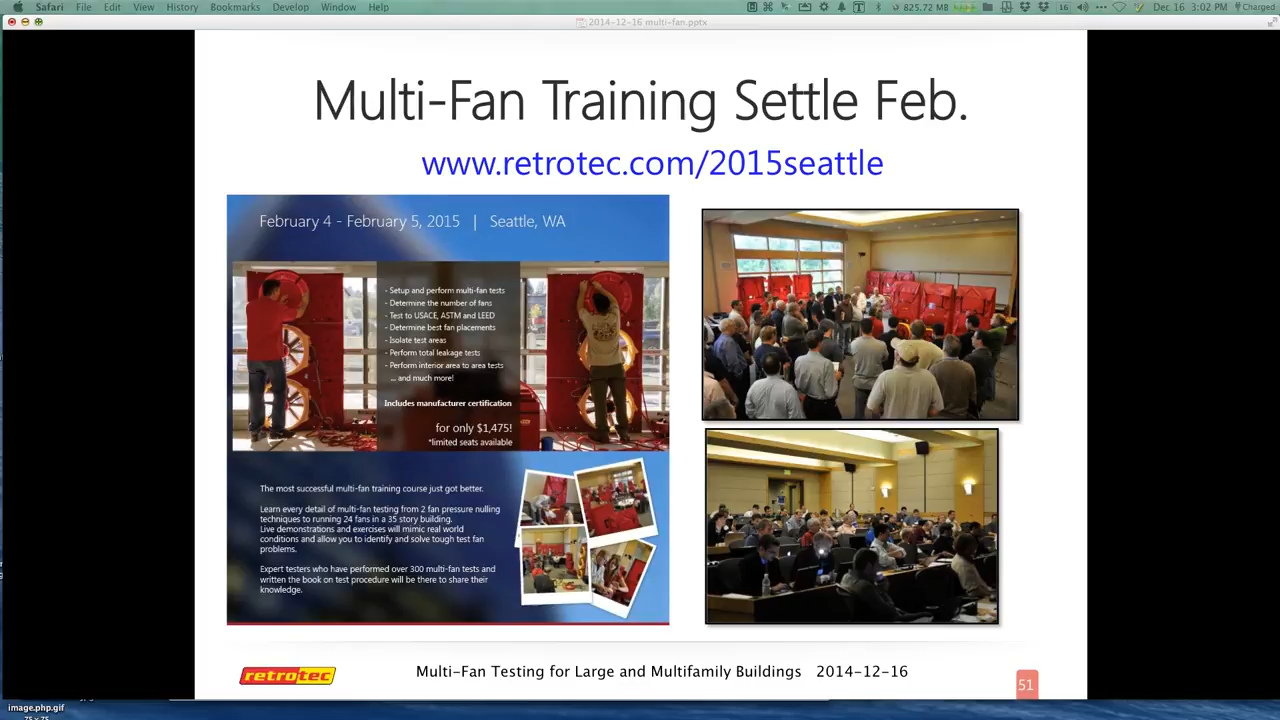 Safari File Edit View History Bookmarks Develop Window Help 825.72 MB 16 Dec. 16 3:02 PM Charged
2014-12-16 multi-fan.pptx
Multi-Fan Training Settle Feb.
www.retrotec.com/2015seattle
February 4 - February 5, 2015 | Seattle, WA
- Setup and perform multi-fan tests
- Determine the number of fans
- Test to USACE, ASTM and LEED
- Determine best fan placements
- Isolate test areas
- Perform total leakage tests
- Perform interior area to area tests
... and much more!
Includes manufacturer certification
for only $1,475!
*limited seats available
The most successful multi-fan training course just got better.
Learn every detail of multi-fan testing from 2 fan pressure nulling
techniques to running 24 fans in a 35 story building.
Live demonstrations and exercises will mimic real world
conditions and allow you to identify and solve tough test fan
problems.
Expert testers who have performed over 300 multi-fan tests and
written the book on test procedure will be there to share their
knowledge.
retrotec
Multi-Fan Testing for Large and Multifamily Buildings 2014-12-16
51
image.php.gif
75 x 75